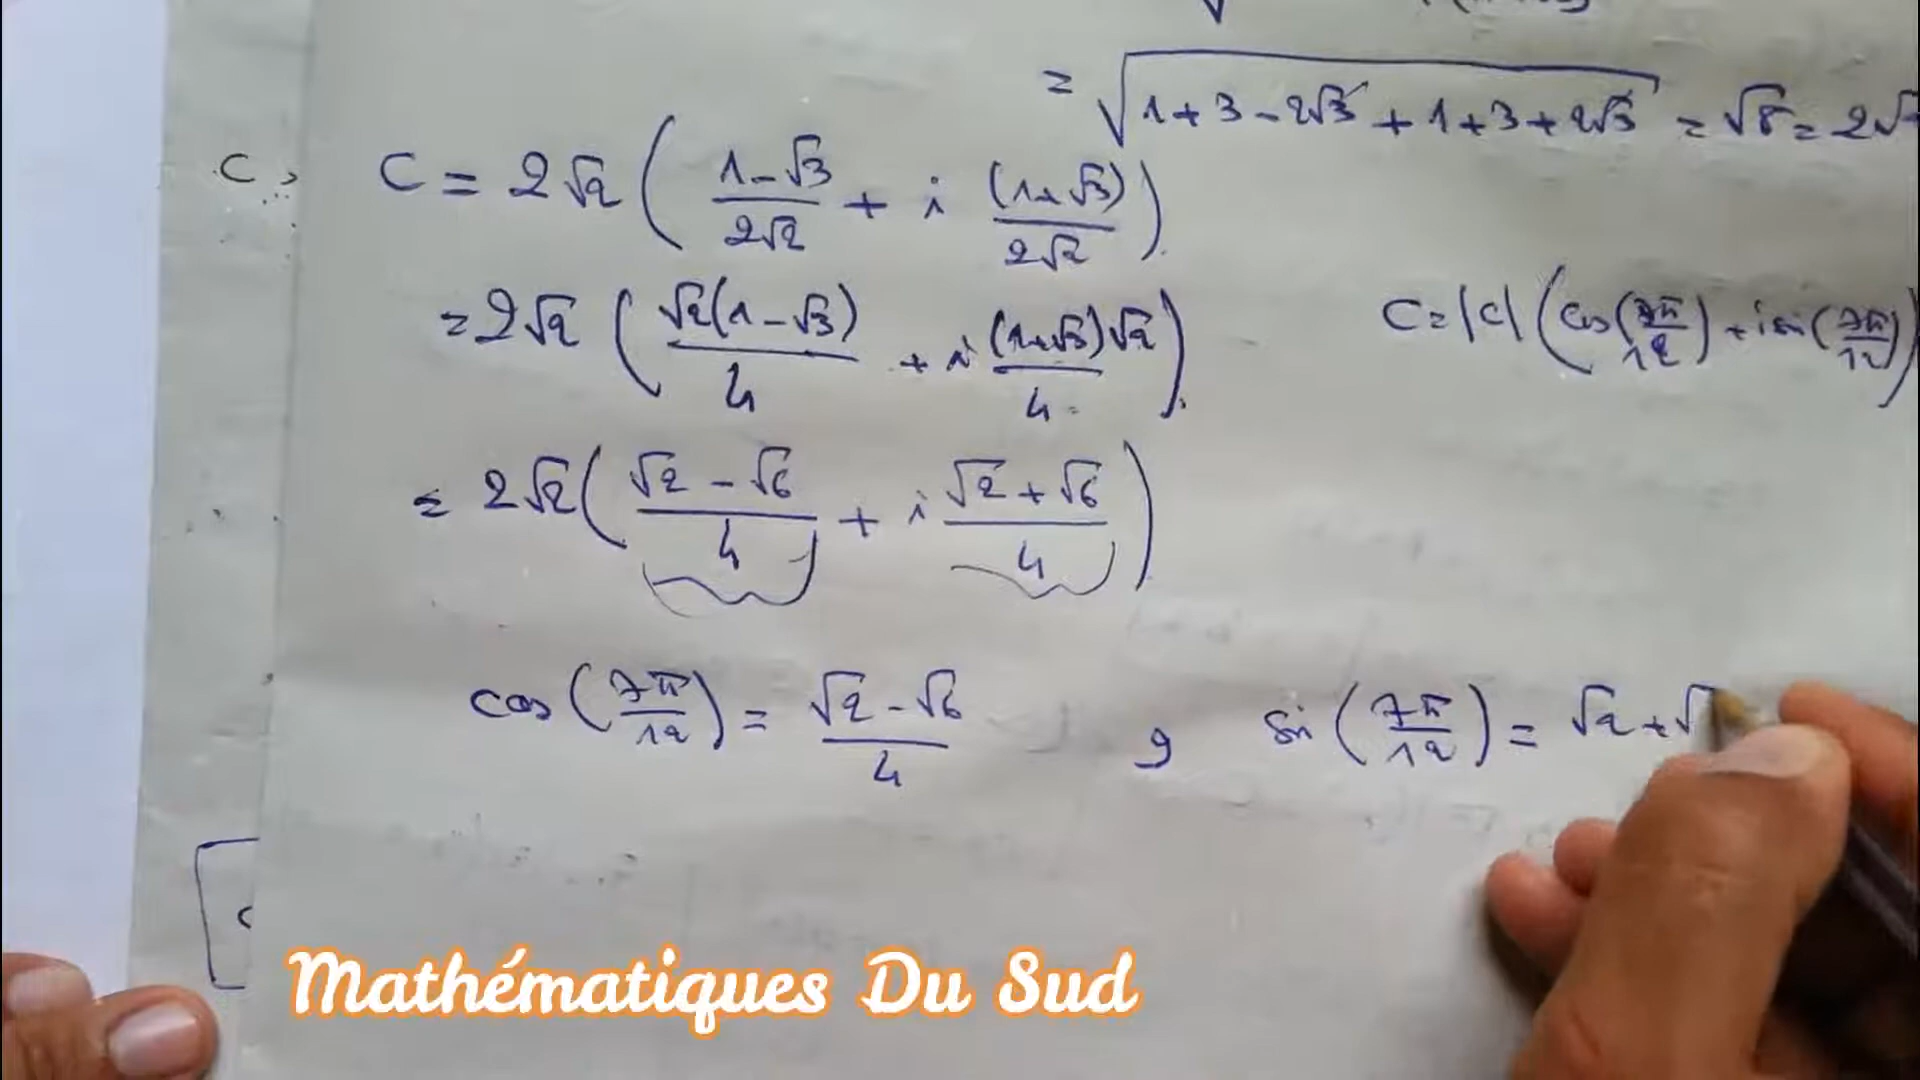 = √(1+3-2√3 + 1+3+2√3) = √8 = 2√
C = 2√2 ( (1-√3)/(2√2) + i (1+√3)/(2√2) )
= 2√2 ( √2(1-√3)/4 + i (1+√3)√2/4 )
C = |C| ( cos(7π/12) + i sin(7π/12) )
= 2√2 ( (√2 - √6)/4 + i (√2 + √6)/4 )
cos(7π/12) = (√2 - √6)/4 , sin(7π/12) = √2 + √
Mathématiques Du Sud